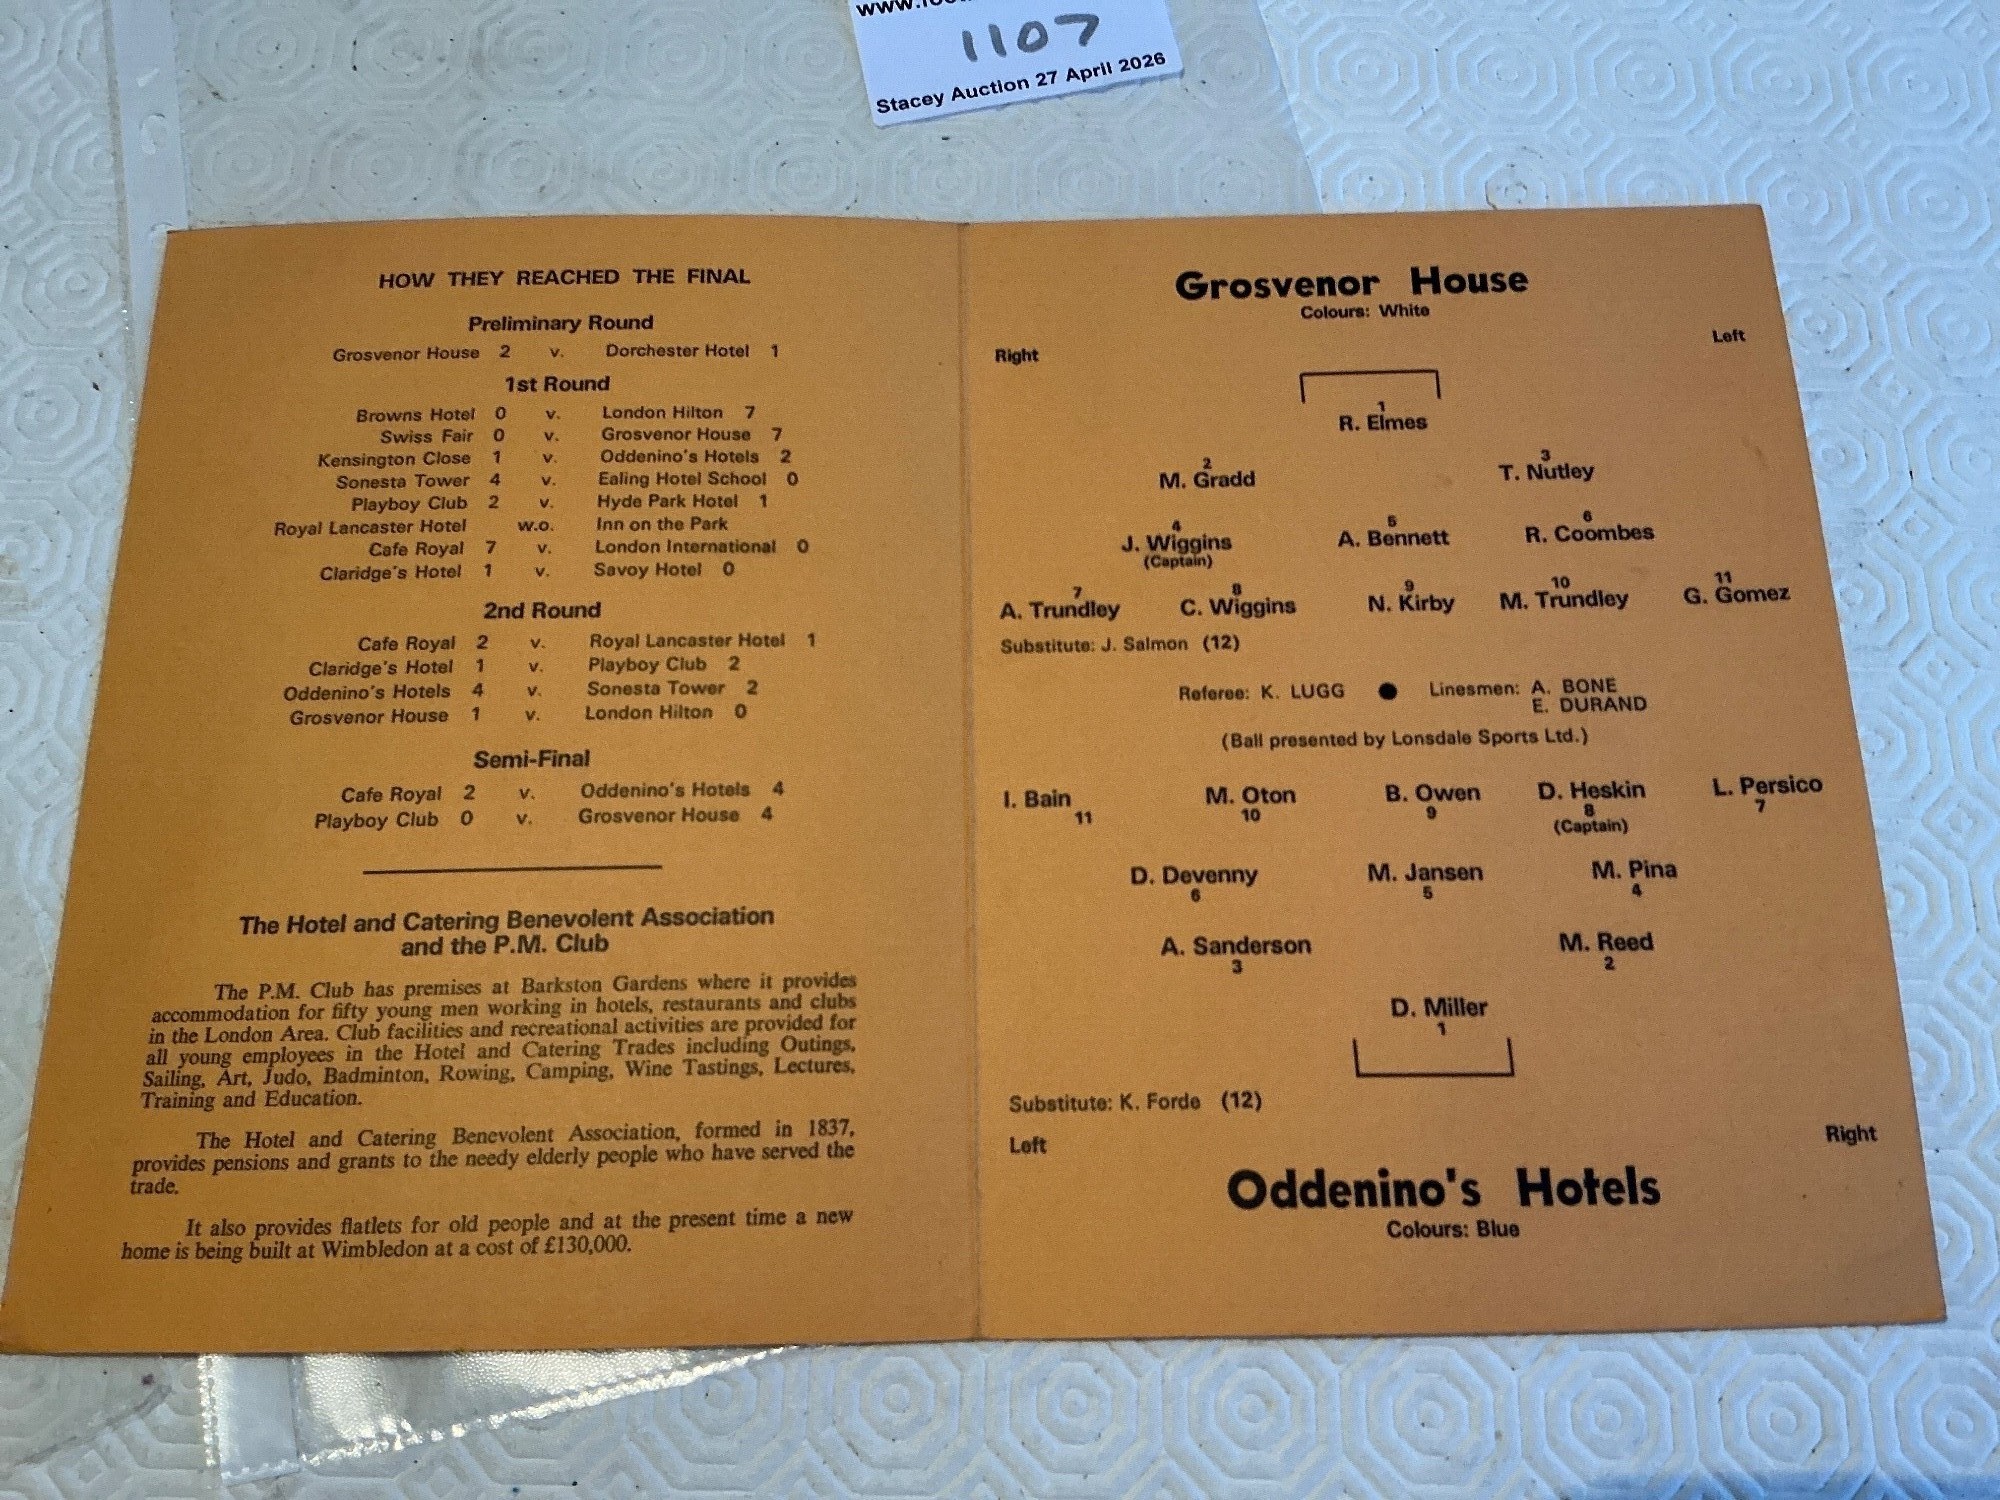 1107
Stacey Auction 27 April 2026
HOW THEY REACHED THE FINAL
Preliminary Round
Grosvenor House 2 v. Dorchester Hotel 1
1st Round
Browns Hotel 0 v. London Hilton 7
Swiss Fair 0 v. Grosvenor House 7
Kensington Close 1 v. Oddenino's Hotels 2
Sonesta Tower 4 v. Ealing Hotel School 0
Playboy Club 2 v. Hyde Park Hotel 1
Royal Lancaster Hotel w.o. Inn on the Park
Cafe Royal 7 v. London International 0
Claridge's Hotel 1 v. Savoy Hotel 0
2nd Round
Cafe Royal 2 v. Royal Lancaster Hotel 1
Claridge's Hotel 1 v. Playboy Club 2
Oddenino's Hotels 4 v. Sonesta Tower 2
Grosvenor House 1 v. London Hilton 0
Semi-Final
Cafe Royal 2 v. Oddenino's Hotels 4
Playboy Club 0 v. Grosvenor House 4
The Hotel and Catering Benevolent Association
and the P.M. Club
The P.M. Club has premises at Barkston Gardens where it provides
accommodation for fifty young men working in hotels, restaurants and clubs
in the London Area. Club facilities and recreational activities are provided for
all young employees in the Hotel and Catering Trades including Outings,
Sailing, Art, Judo, Badminton, Rowing, Camping, Wine Tastings, Lectures,
Training and Education.
The Hotel and Catering Benevolent Association, formed in 1837,
provides pensions and grants to the needy elderly people who have served the
trade.
It also provides flatlets for old people and at the present time a new
home is being built at Wimbledon at a cost of £130,000.
Grosvenor House
Colours: White
Right Left
1
R. Elmes
2 3
M. Gradd T. Nutley
4 5 6
J. Wiggins A. Bennett R. Coombes
(Captain)
7 8 9 10 11
A. Trundley C. Wiggins N. Kirby M. Trundley G. Gomez
Substitute: J. Salmon (12)
Referee: K. LUGG ● Linesmen: A. BONE
E. DURAND
(Ball presented by Lonsdale Sports Ltd.)
I. Bain M. Oton B. Owen D. Heskin L. Persico
11 10 9 8 7
(Captain)
D. Devenny M. Jansen M. Pina
6 5 4
A. Sanderson M. Reed
3 2
D. Miller
1
Substitute: K. Forde (12)
Left Right
Oddenino's Hotels
Colours: Blue